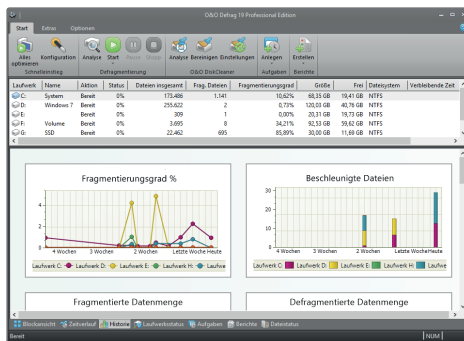 O&O Defrag 19 Professional Edition
Start Extras Optionen
Alles optimieren Konfiguration Analyse Start Pause Stopp Analyse Bereinigen Einstellungen Anlegen Erstellen
Schnelleinstieg Defragmentierung O&O DiskCleaner Aufgaben Berichte
Laufwerk Name Aktion Status Dateien insgesamt Frag. Dateien Fragmentierungsgrad Größe Frei Dateisystem Verbleibende Zeit
C: System Bereit 0% 173.486 1.141 10,62% 68,35 GB 19,41 GB NTFS
D: Windows 7 Bereit 0% 255.622 2 0,73% 120,03 GB 40,76 GB NTFS
E: Bereit 0% 309 1 0,00% 20,31 GB 19,73 GB NTFS
F: Volume Bereit 0% 3.695 8 34,21% 92,53 GB 59,62 GB NTFS
G: SSD Bereit 0% 22.462 695 85,89% 30,00 GB 11,69 GB NTFS
Fragmentierungsgrad %
4
2
0
4 Wochen 3 Wochen 2 Wochen Letzte Woche Heute
Laufwerk C: Laufwerk D: Laufwerk E: Laufwerk H: Laufwe
Beschleunigte Dateien
30
20
10
0
4 Wochen 3 Wochen 2 Wochen Letzte Woche Heute
Laufwerk C: Laufwerk D: Laufwerk E: Laufwerk H: Laufwe
Fragmentierte Datenmenge
Defragmentierte Datenmenge
Blockansicht Zeitverlauf Historie Laufwerksstatus Aufgaben Berichte Dateistatus
Bereit NUM